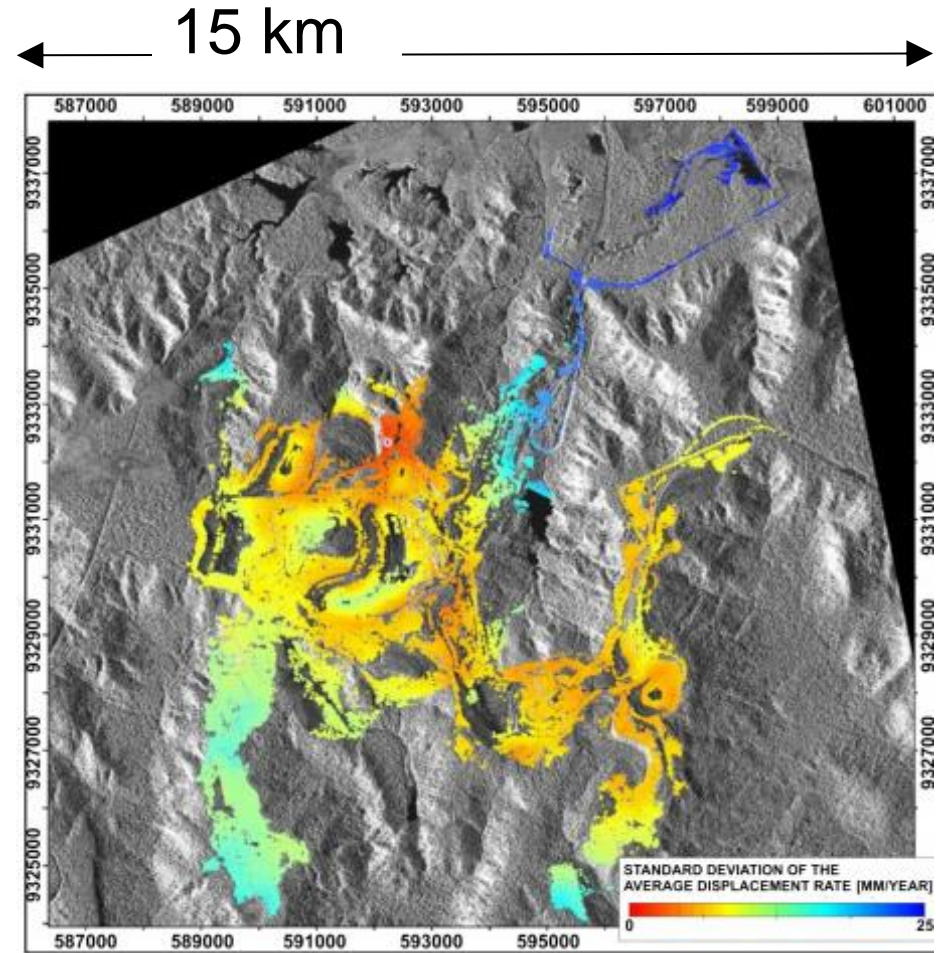 15 km
587000 589000 591000 593000 595000 597000 599000 601000
9337000 9337000
9335000 9335000
9333000 9333000
9331000 9331000
9329000 9329000
9327000 9327000
9325000 9325000
STANDARD DEVIATION OF THE
AVERAGE DISPLACEMENT RATE [MM/YEAR]
0 25
587000 589000 591000 593000 595000